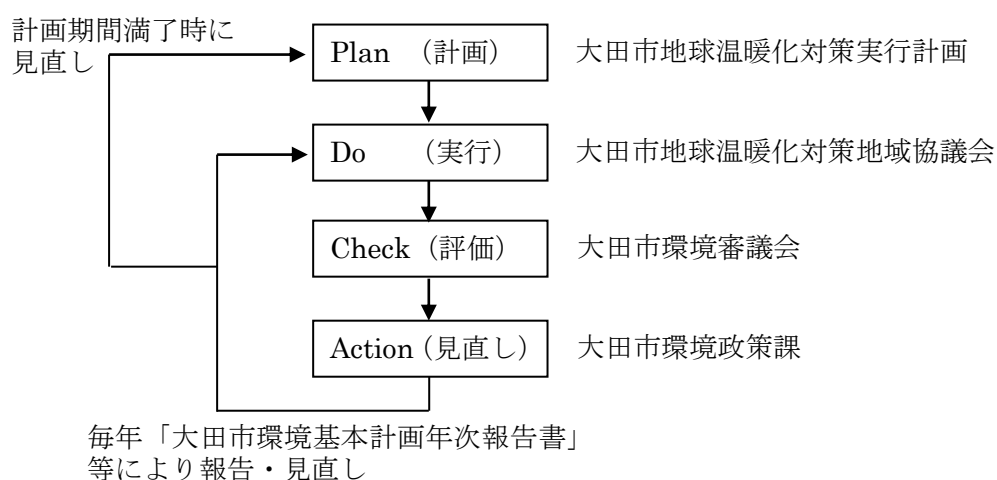 計画期間満了時に
見直し
Plan （計画） 大田市地球温暖化対策実行計画
Do （実行） 大田市地球温暖化対策地域協議会
Check（評価） 大田市環境審議会
Action（見直し） 大田市環境政策課
毎年「大田市環境基本計画年次報告書」
等により報告・見直し